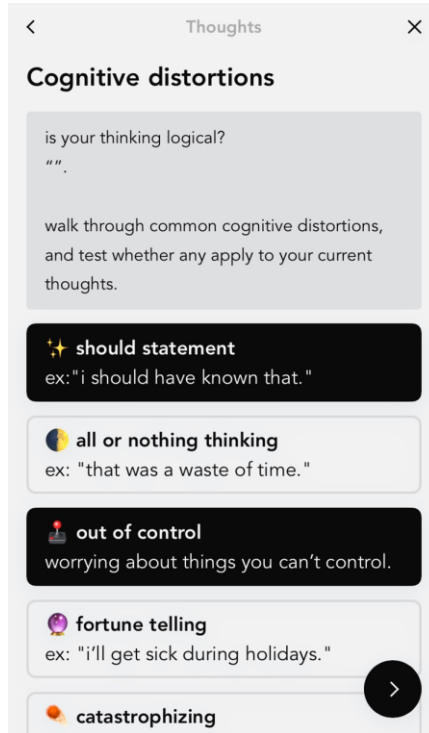 Thoughts
Cognitive distortions
is your thinking logical?
“”.
walk through common cognitive distortions,
and test whether any apply to your current
thoughts.
✨ should statement
ex:"i should have known that."
🌗 all or nothing thinking
ex: "that was a waste of time."
🕹️ out of control
worrying about things you can’t control.
🔮 fortune telling
ex: "i’ll get sick during holidays."
☄️ catastrophizing